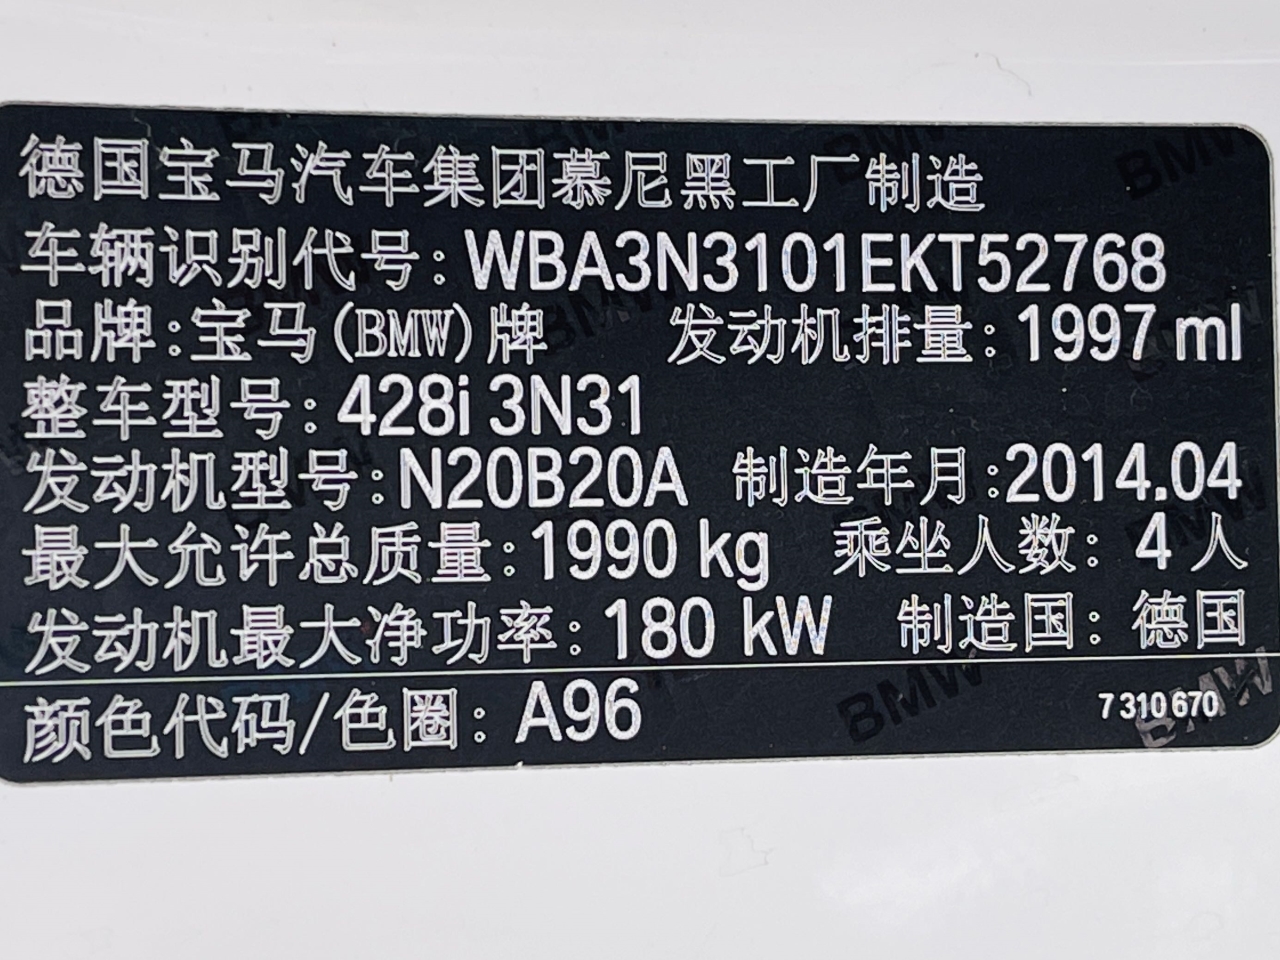 德国宝马汽车集团慕尼黑工厂制造
车辆识别代号:WBA3N3101EKT52768
品牌:宝马(BMW)牌 发动机排量:1997 ml
整车型号:428i 3N31
发动机型号:N20B20A 制造年月:2014.04
最大允许总质量:1990 kg 乘坐人数: 4 人
发动机最大净功率:180 kW 制造国: 德国
颜色代码/色圈: A96 7 310 670